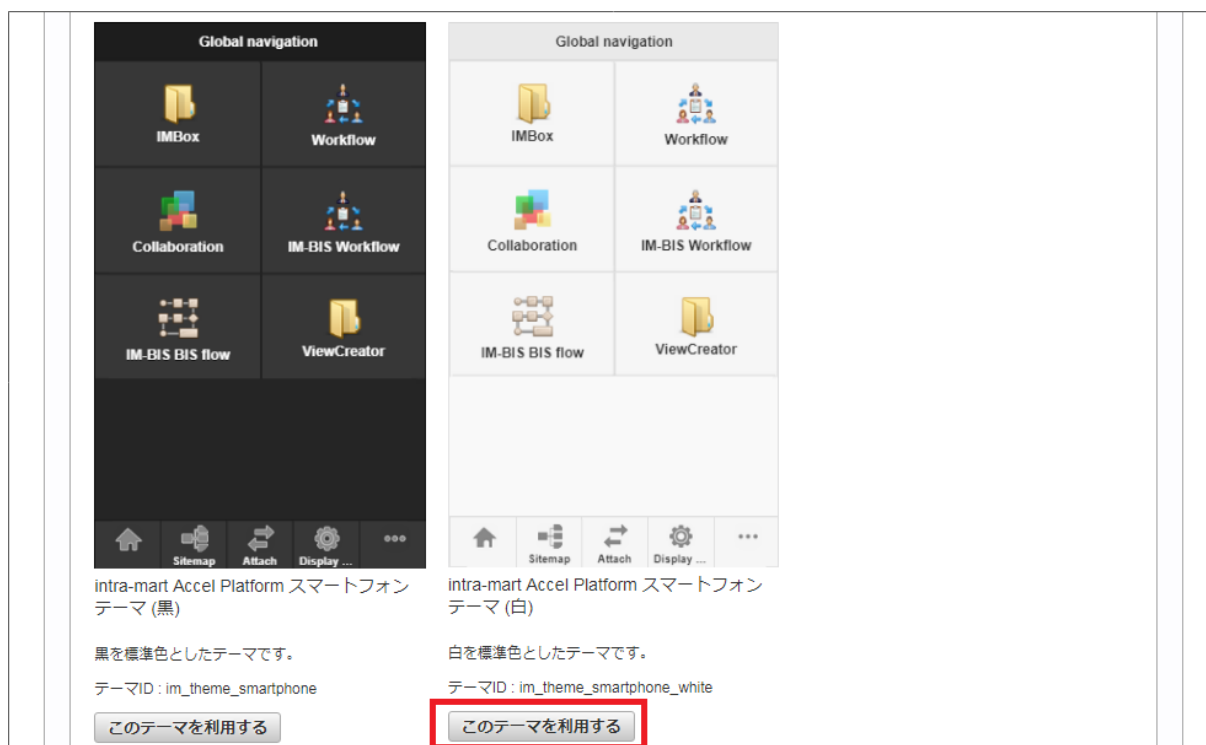 Global navigation
IMBox
Workflow
Collaboration
IM-BIS Workflow
IM-BIS BIS flow
ViewCreator
Sitemap
Attach
Display ...
intra-mart Accel Platform スマートフォン
テーマ (黒)
黒を標準色としたテーマです。
テーマID : im_theme_smartphone
このテーマを利用する
Global navigation
IMBox
Workflow
Collaboration
IM-BIS Workflow
IM-BIS BIS flow
ViewCreator
Sitemap
Attach
Display ...
intra-mart Accel Platform スマートフォン
テーマ (白)
白を標準色としたテーマです。
テーマID : im_theme_smartphone_white
このテーマを利用する